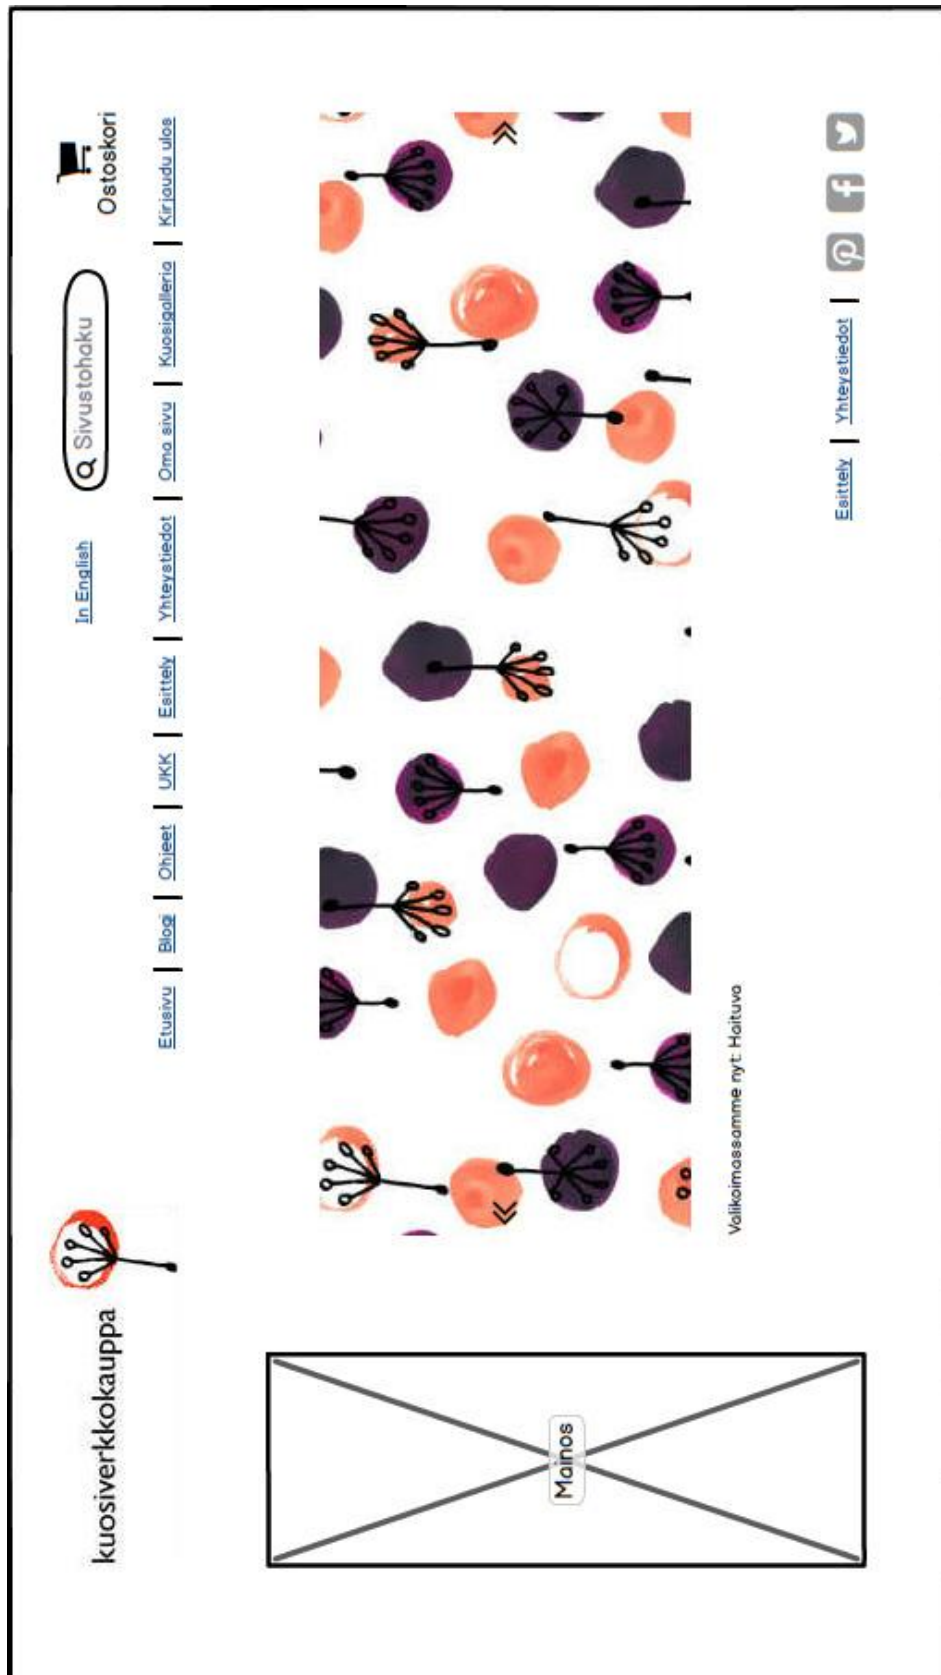 kuosiverkkokauppa
In English
Sivustohaku
Ostoskori
Etusivu | Blogi | Ohjeet | UKK | Esittely | Yhteystiedot | Oma sivu | Kuosigalleria | Kirjaudu ulos
Mainos
Valikoimassamme nyt: Haituva
Esittely | Yhteystiedot |